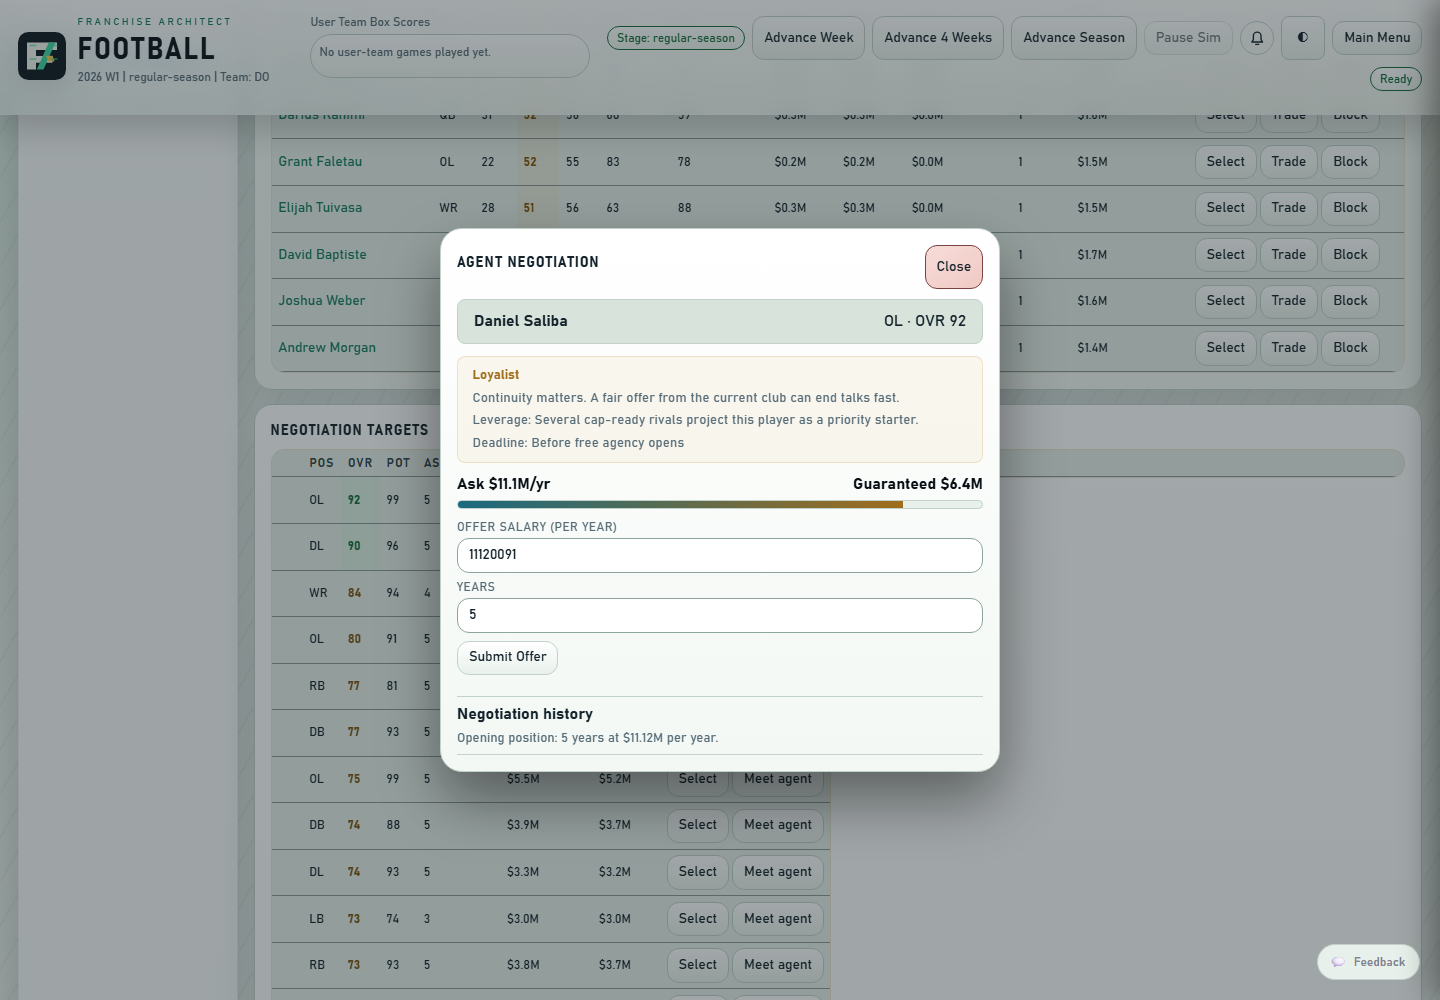 FRANCHISE ARCHITECT
FOOTBALL
2026 W1 | regular-season | Team: DO
User Team Box Scores
No user-team games played yet.
Stage: regular-season
Advance Week
Advance 4 Weeks
Advance Season
Pause Sim
Main Menu
Ready
Grant Faletau OL 22 52 55 83 78 $0.2M $0.2M $0.0M 1 $1.5M Select Trade Block
Elijah Tuivasa WR 28 51 56 63 88 $0.3M $0.3M $0.0M 1 $1.5M Select Trade Block
David Baptiste 1 $1.7M Select Trade Block
Joshua Weber 1 $1.6M Select Trade Block
Andrew Morgan 1 $1.4M Select Trade Block
AGENT NEGOTIATION
Close
Daniel Saliba OL · OVR 92
Loyalist
Continuity matters. A fair offer from the current club can end talks fast.
Leverage: Several cap-ready rivals project this player as a priority starter.
Deadline: Before free agency opens
Ask $11.1M/yr Guaranteed $6.4M
OFFER SALARY (PER YEAR)
11120091
YEARS
5
Submit Offer
Negotiation history
Opening position: 5 years at $11.12M per year.
NEGOTIATION TARGETS
POS OVR POT AS
OL 92 99 5
DL 90 96 5
WR 84 94 4
OL 80 91 5
RB 77 81 5
DB 77 93 5
OL 75 99 5 $5.5M $5.2M Select Meet agent
DB 74 88 5 $3.9M $3.7M Select Meet agent
DL 74 93 5 $3.3M $3.2M Select Meet agent
LB 73 74 3 $3.0M $3.0M Select Meet agent
RB 73 93 5 $3.8M $3.7M Select Meet agent
Feedback